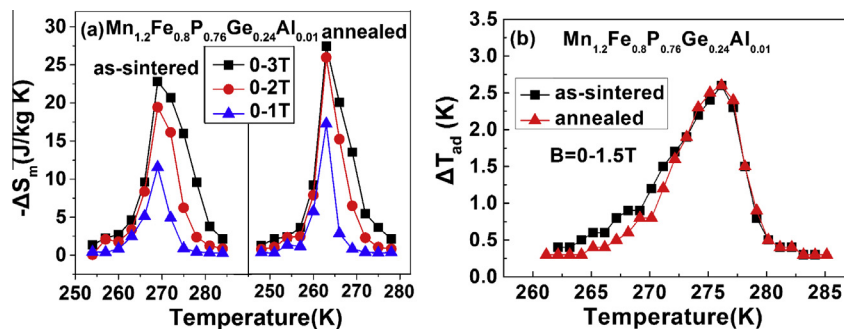 (a) Mn1.2Fe0.8P0.76Ge0.24Al0.01
as-sintered
annealed
0-3T
0-2T
0-1T
-ΔSm(J/kg K)
30
25
20
15
10
5
0
250 260 270 280 250 260 270 280
Temperature(K)
(b) Mn1.2Fe0.8P0.76Ge0.24Al0.01
as-sintered
annealed
B=0-1.5T
ΔTad (K)
3.5
3.0
2.5
2.0
1.5
1.0
0.5
0.0
260 265 270 275 280 285
Temperature(K)